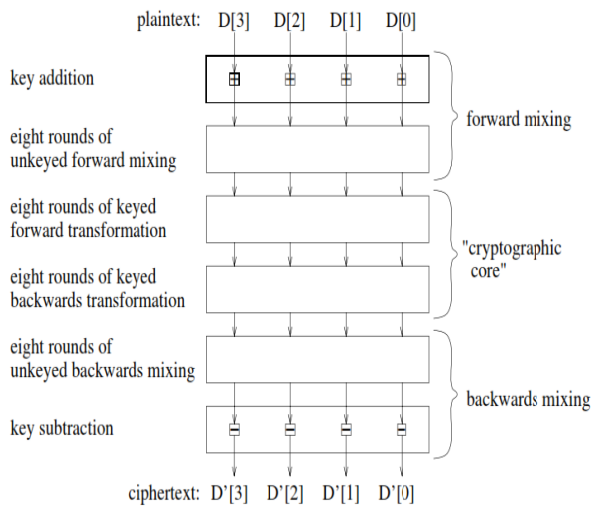 plaintext: D[3] D[2] D[1] D[0]
key addition
forward mixing
eight rounds of
unkeyed forward mixing
eight rounds of keyed
forward transformation
"cryptographic
core"
eight rounds of keyed
backwards transformation
eight rounds of
unkeyed backwards mixing
backwards mixing
key subtraction
ciphertext: D'[3] D'[2] D'[1] D'[0]